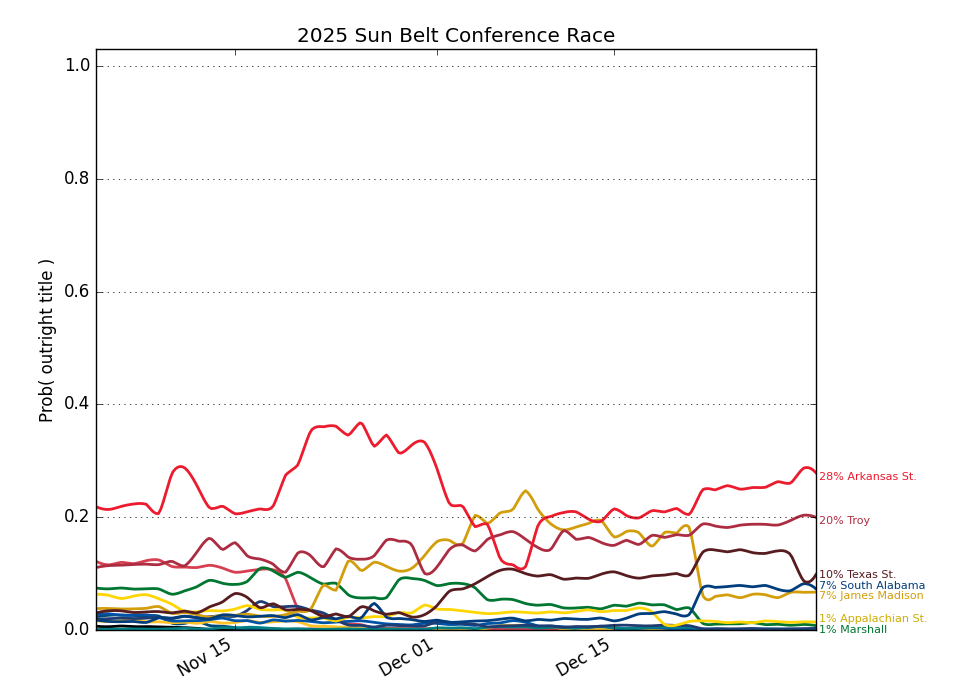 2025 Sun Belt Conference Race
Prob( outright title )
1.0
0.8
0.6
0.4
0.2
0.0
Nov 15
Dec 01
Dec 15
28% Arkansas St.
20% Troy
10% Texas St.
7% South Alabama
7% James Madison
1% Appalachian St.
1% Marshall